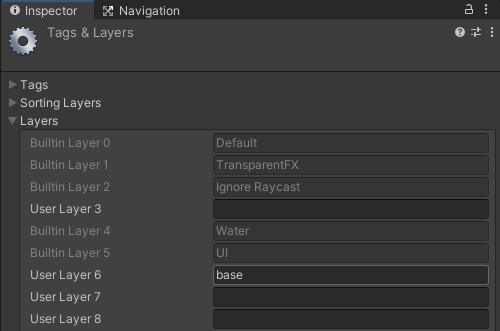 Inspector Navigation
Tags & Layers
Tags
Sorting Layers
Layers
Builtin Layer 0 Default
Builtin Layer 1 TransparentFX
Builtin Layer 2 Ignore Raycast
User Layer 3
Builtin Layer 4 Water
Builtin Layer 5 UI
User Layer 6 base
User Layer 7
User Layer 8